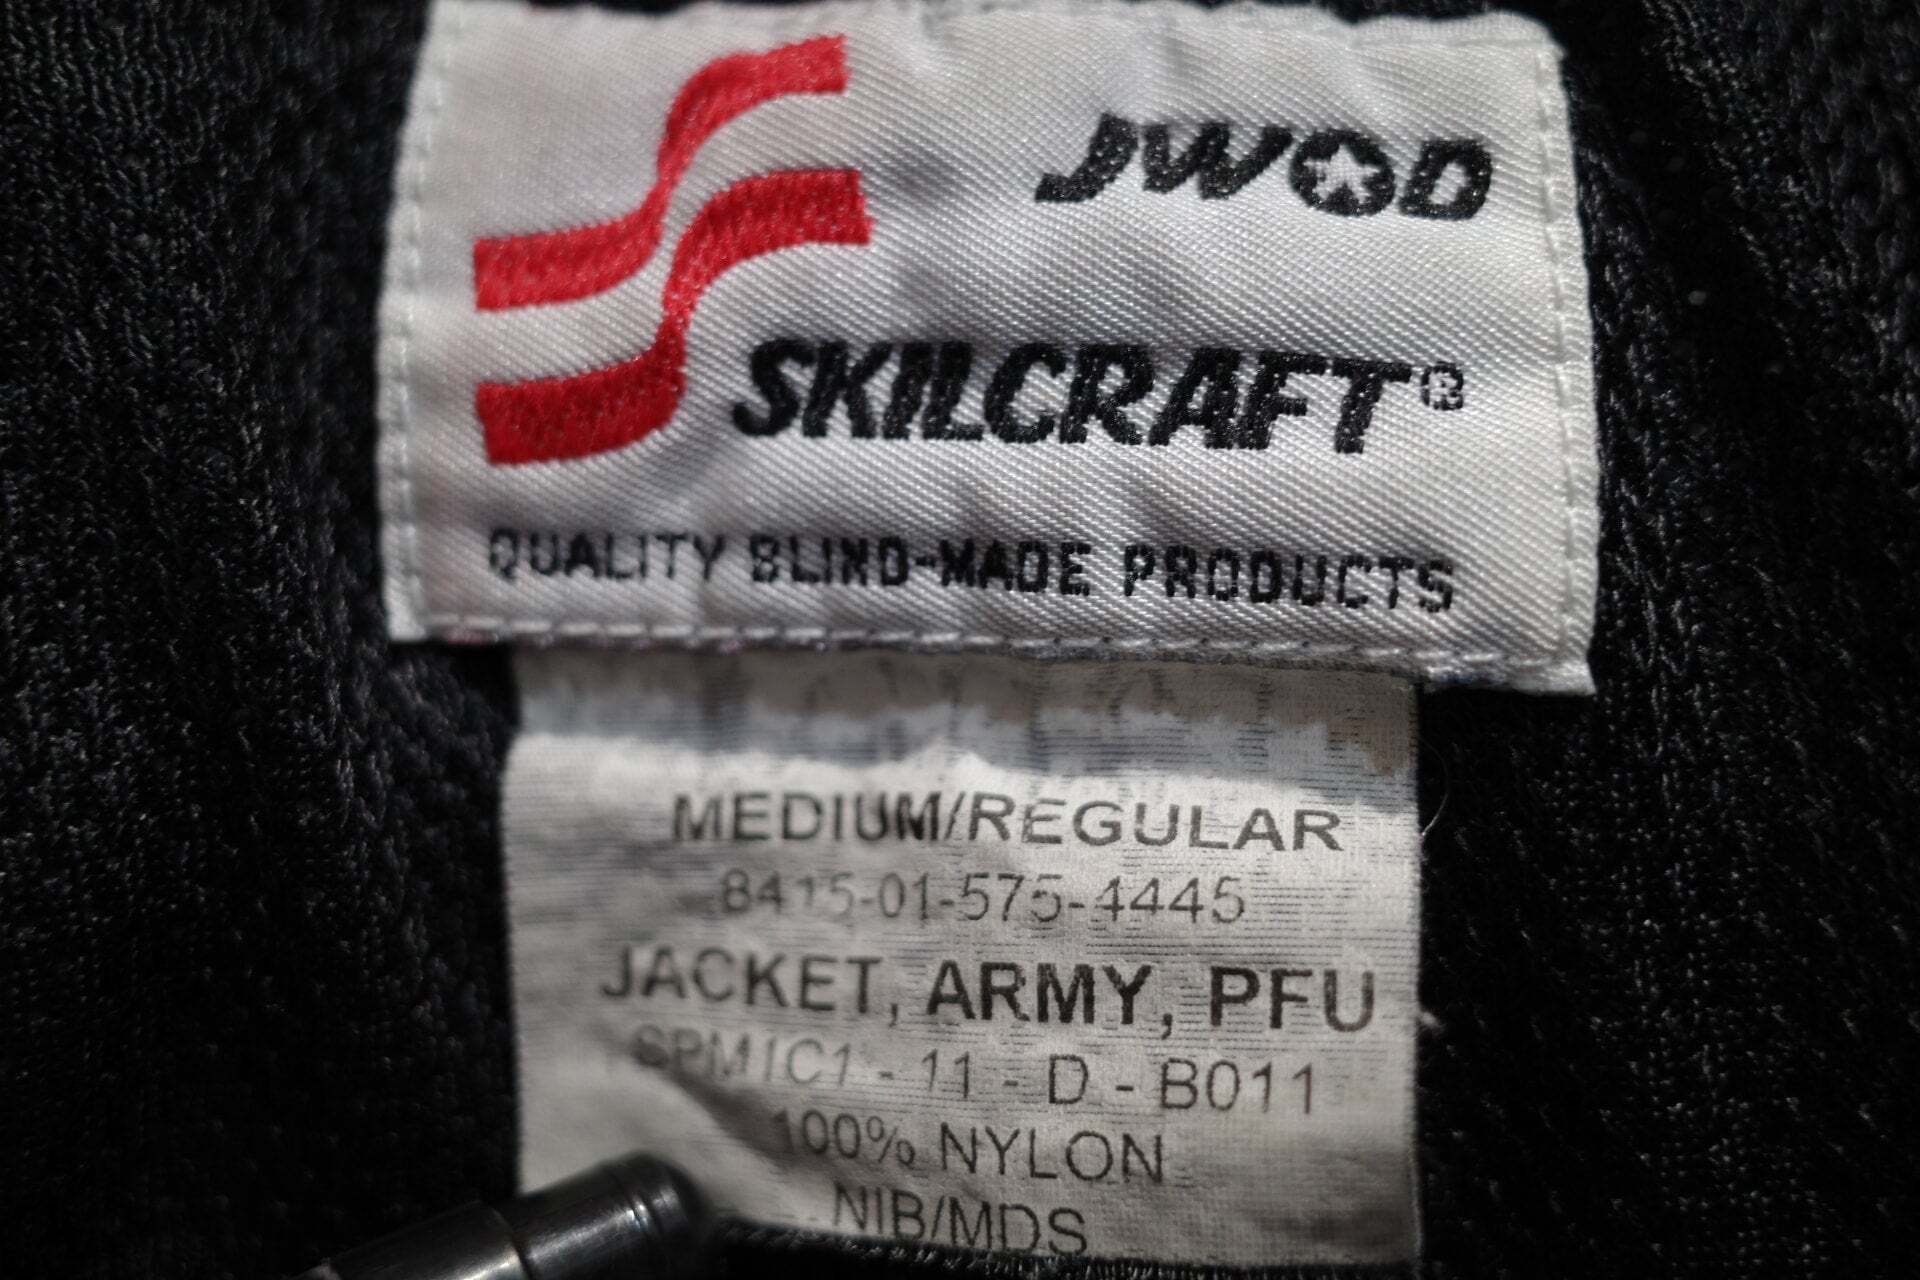 JWOD
SKILCRAFT®
QUALITY BLIND-MADE PRODUCTS
MEDIUM/REGULAR
8415-01-575-4445
JACKET, ARMY, PFU
SPM1C1 - 11 - D - B011
100% NYLON
NIB/MDS